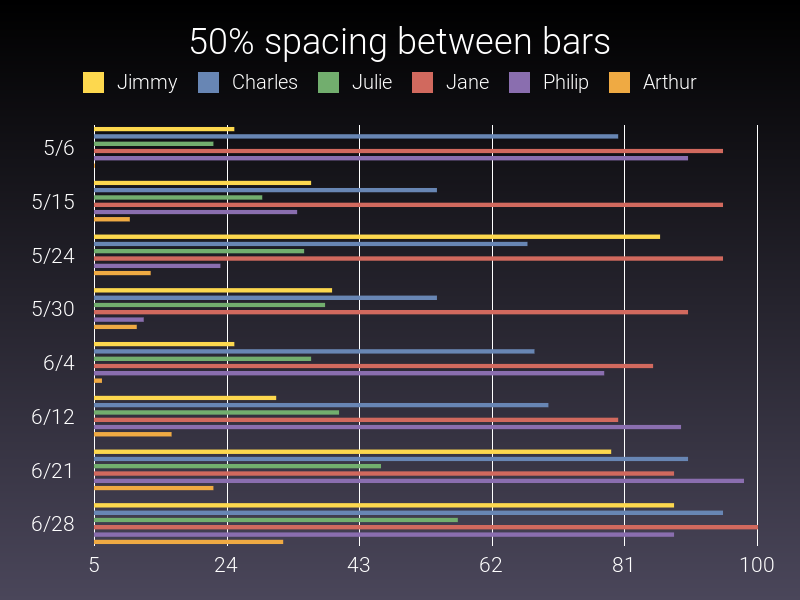 50% spacing between bars
Jimmy Charles Julie Jane Philip Arthur
5/6
5/15
5/24
5/30
6/4
6/12
6/21
6/28
5 24 43 62 81 100